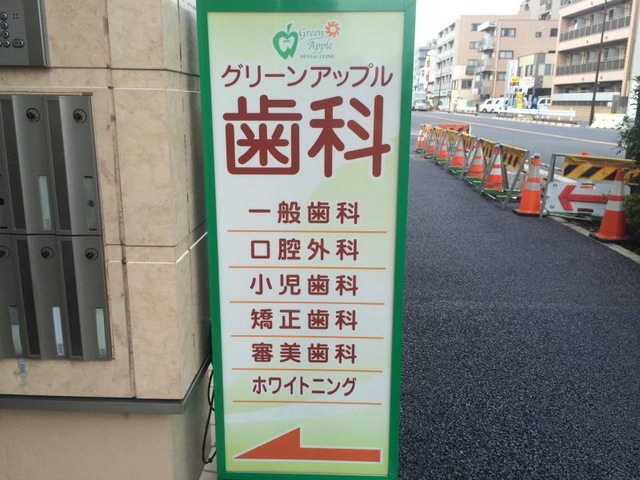 Green
Apple
DENTAL CLINIC
グリーンアップル
歯科
一般歯科
口腔外科
小児歯科
矯正歯科
審美歯科
ホワイトニング